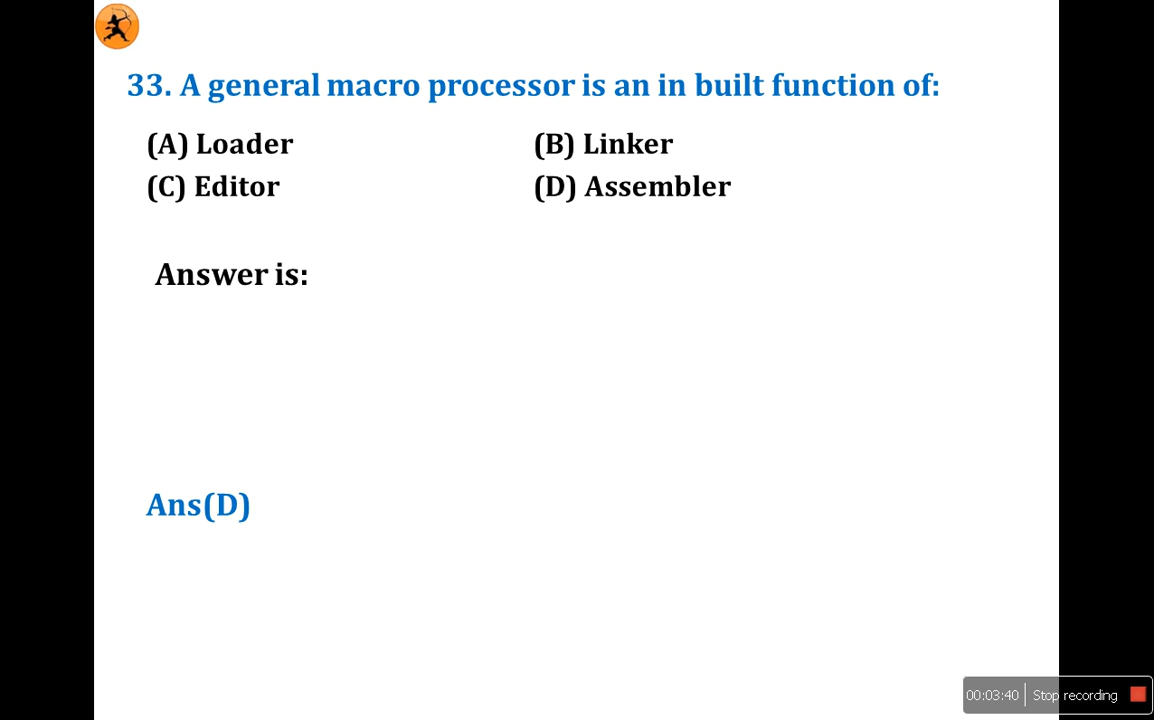 33. A general macro processor is an in built function of:
(A) Loader (B) Linker
(C) Editor (D) Assembler
Answer is:
Ans(D)
00:03:40 Stop recording